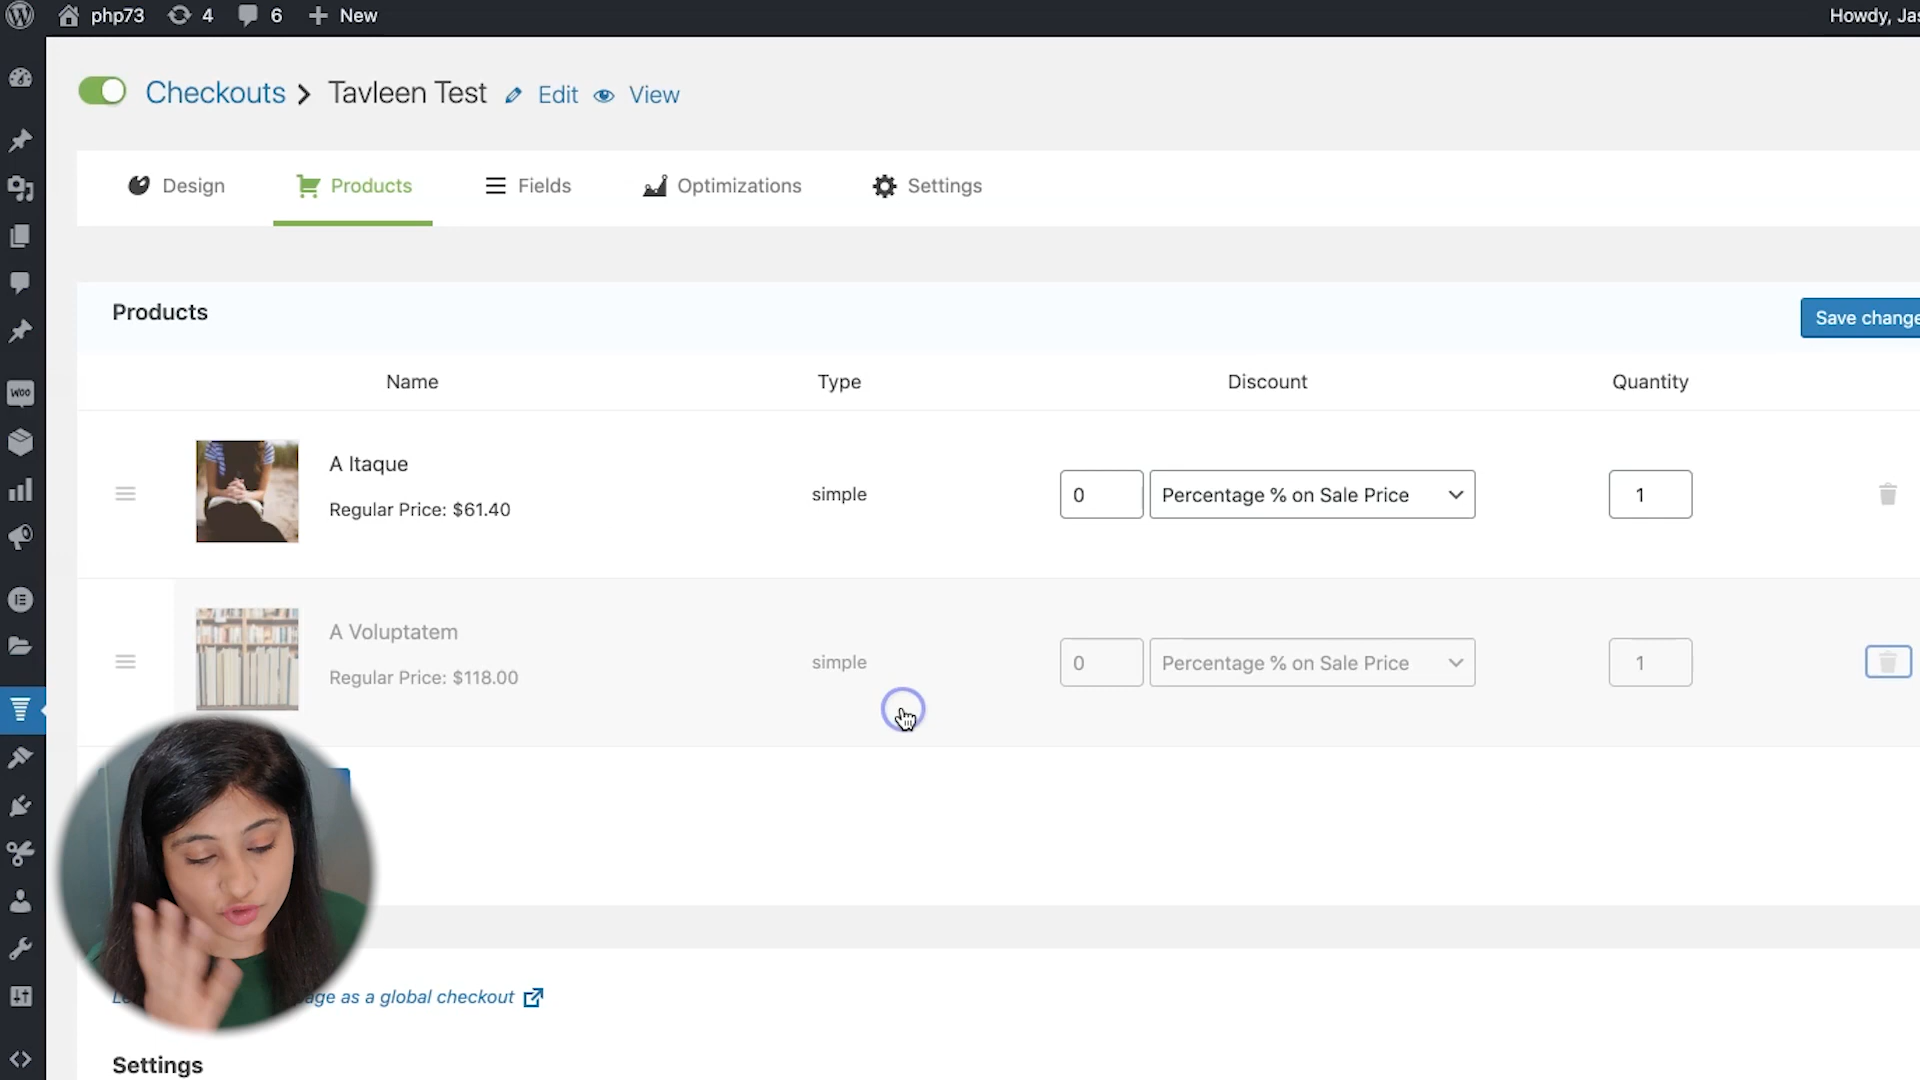 php73 4 6 New Howdy, Jas
Checkouts Tavleen Test Edit View
Design Products Fields Optimizations Settings
Products Save change
Name Type Discount Quantity
A Itaque
Regular Price: $61.40
simple 0 Percentage % on Sale Price 1
A Voluptatem
Regular Price: $118.00
simple 0 Percentage % on Sale Price 1
WOO
as a global checkout
Settings